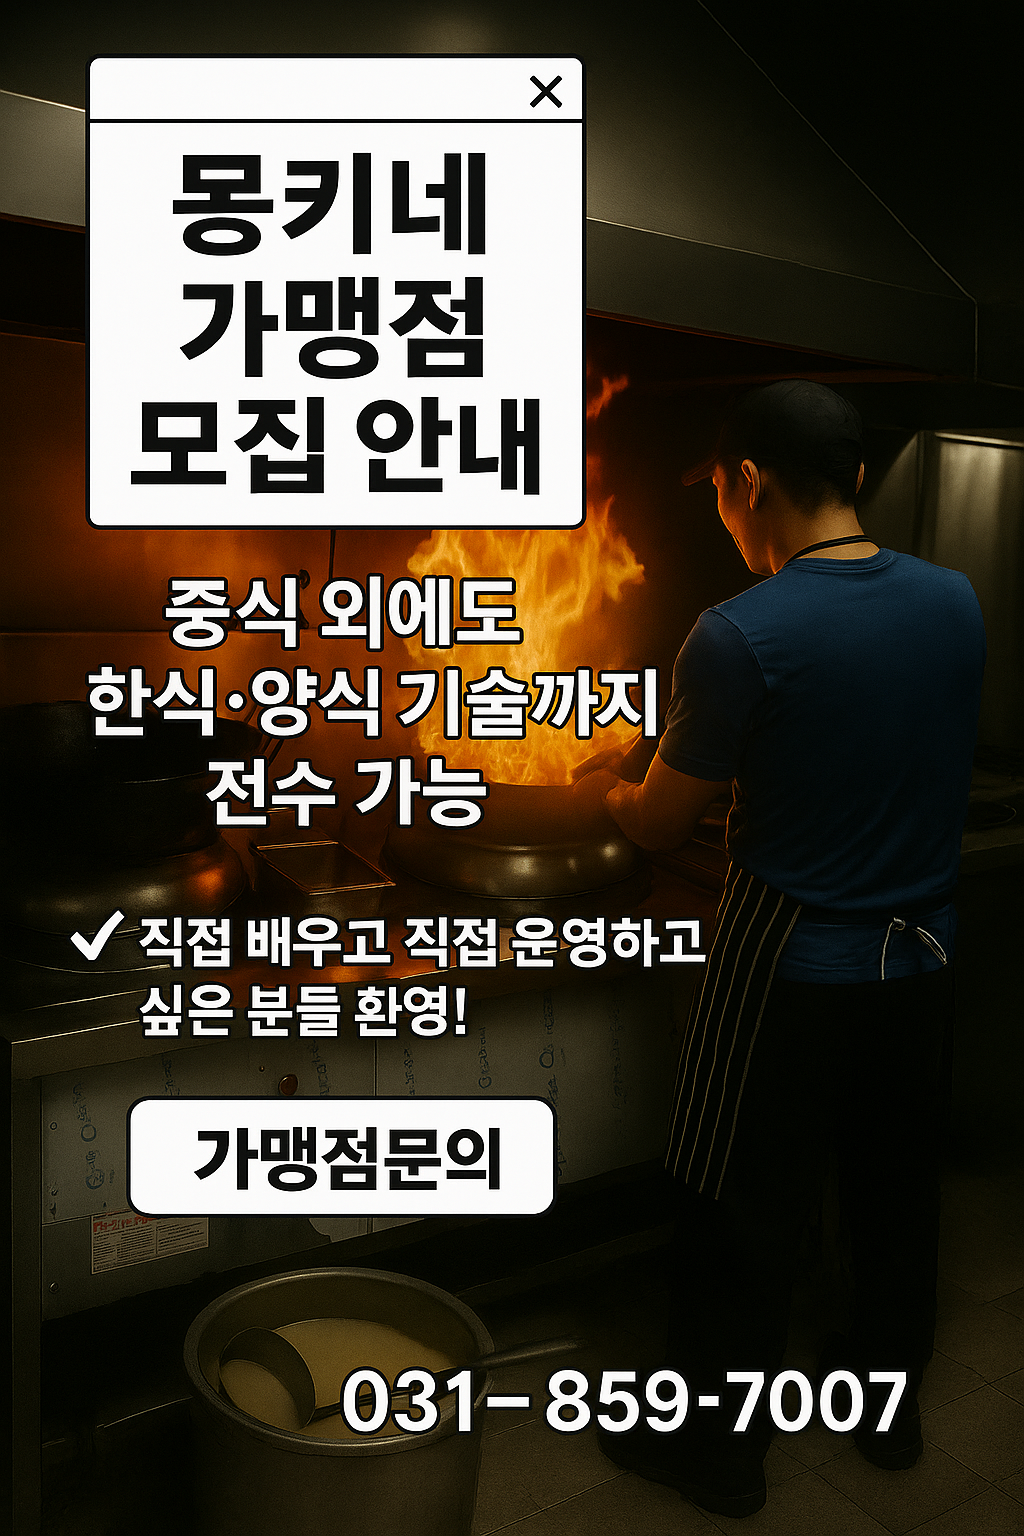 몽키네
가맹점
모집 안내
중식 외에도
한식·양식 기술까지
전수 가능
✓ 직접 배우고 직접 운영하고
싶은 분들 환영!
가맹점문의
031-859-7007